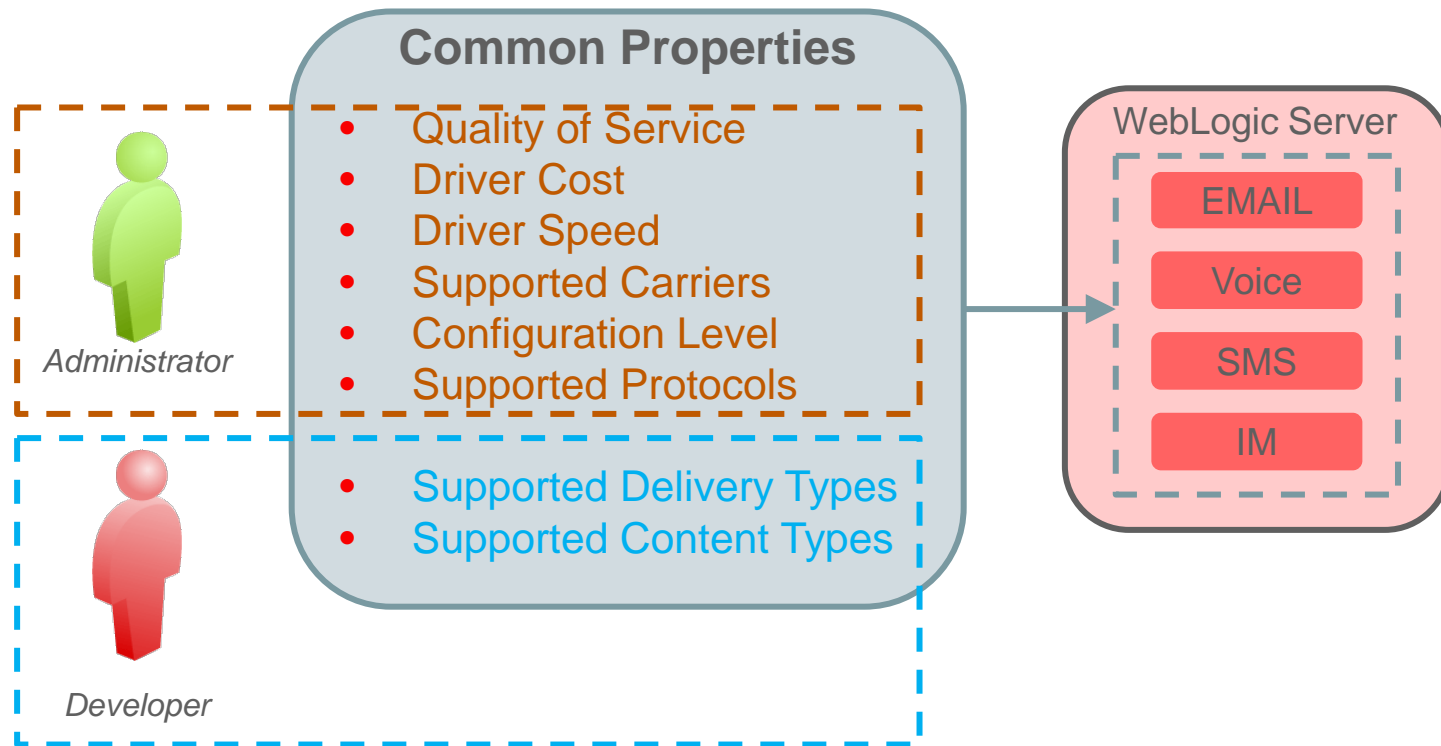 Common Properties
• Quality of Service
• Driver Cost
• Driver Speed
• Supported Carriers
• Configuration Level
• Supported Protocols
Administrator
• Supported Delivery Types
• Supported Content Types
Developer
WebLogic Server
EMAIL
Voice
SMS
IM